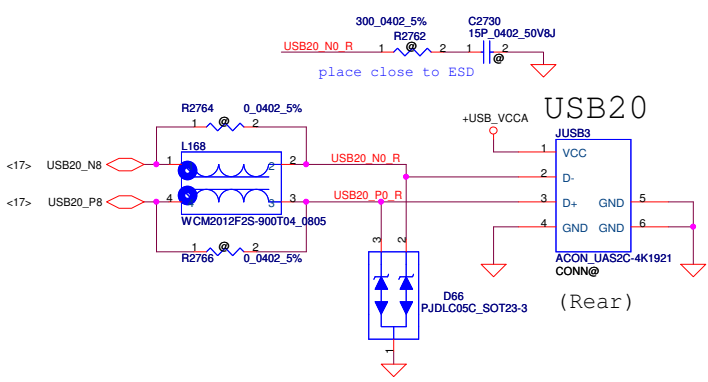 300_0402_5%
C2730
R2762
15P_0402_50V8J
USB20_N0_R
1
2
1
2
@
@
place close to ESD
USB20
R2764
0_0402_5%
+USB_VCCA
JUSB3
1
@
2
L168
1
VCC
<17>
USB20_N8
1
2
2
USB20_N0_R
2
D-
<17>
USB20_P8
4
4
3
3
USB20_P0_R
3
D+
GND
5
4
GND
GND
6
WCM2012F2S-900T04_0805
1
@
2
R2766
0_0402_5%
3
2
ACON_UAS2C-4K1921
CONN@
D66
PJDLC05C_SOT23-3
(Rear)
1